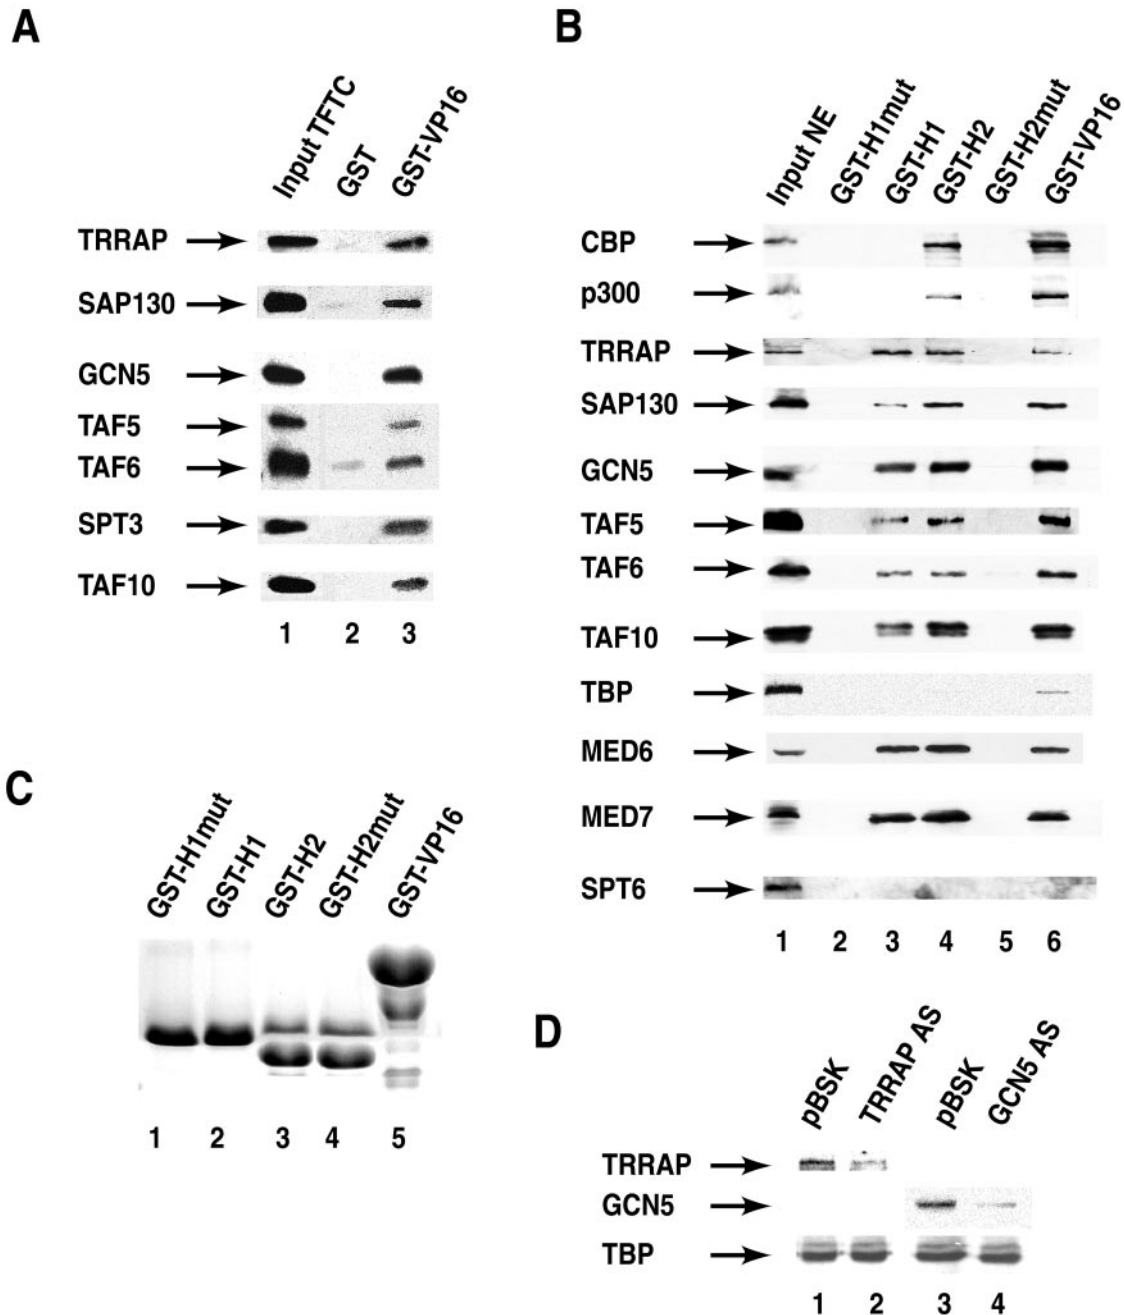 A
Input TFTC
GST
GST-VP16
TRRAP
SAP130
GCN5
TAF5
TAF6
SPT3
TAF10
1 2 3
B
Input NE
GST-H1mut
GST-H1
GST-H2
GST-H2mut
GST-VP16
CBP
p300
TRRAP
SAP130
GCN5
TAF5
TAF6
TAF10
TBP
MED6
MED7
SPT6
1 2 3 4 5 6
C
GST-H1mut
GST-H1
GST-H2
GST-H2mut
GST-VP16
1 2 3 4 5
D
pBSK
TRRAP AS
pBSK
GCN5 AS
TRRAP
GCN5
TBP
1 2 3 4